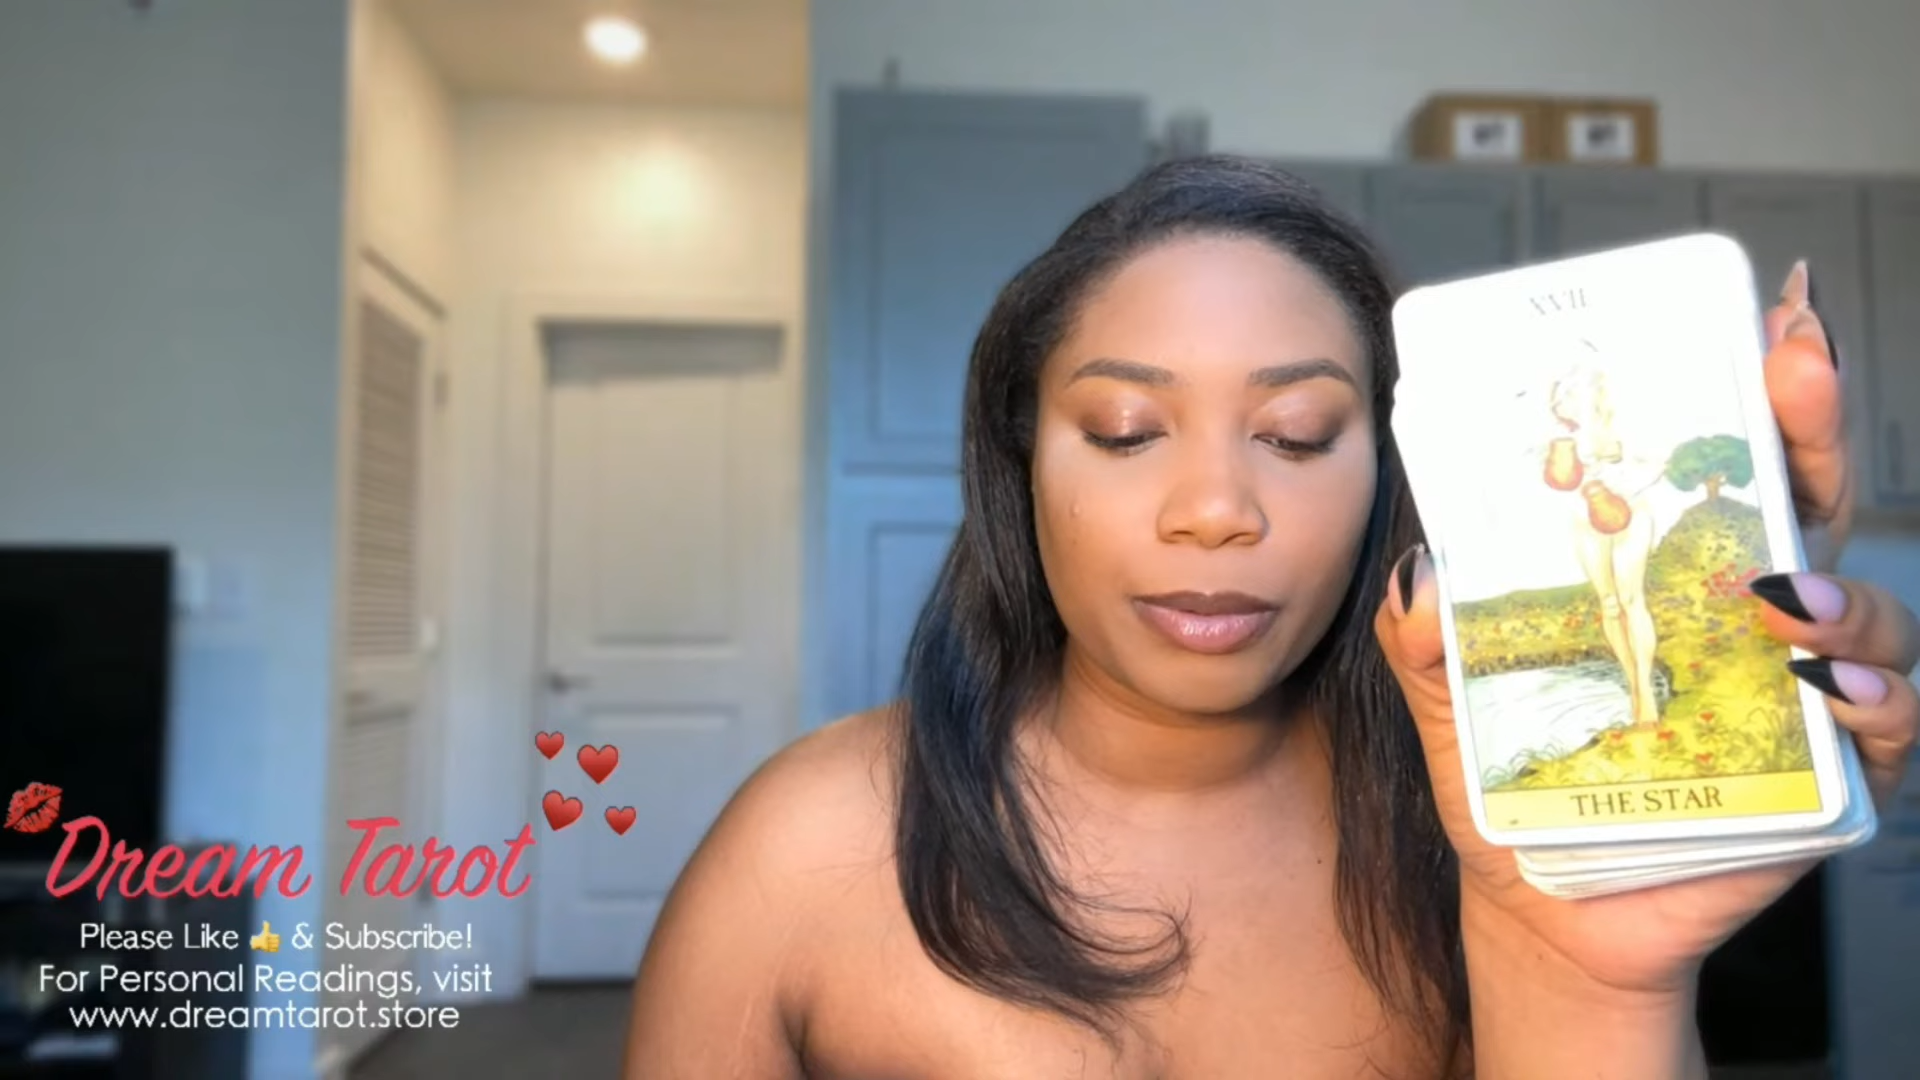 XVII
THE STAR
Dream Tarot
Please Like 👍 & Subscribe!
For Personal Readings, visit
www.dreamtarot.store